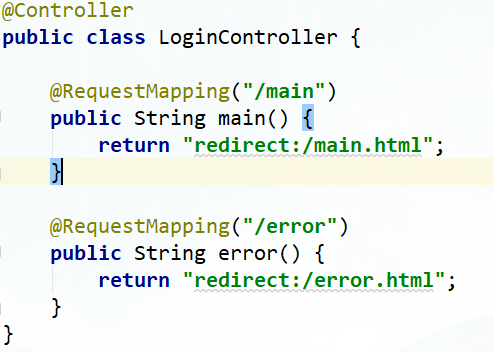 @Controller
public class LoginController {
@RequestMapping("/main")
public String main() {
return "redirect:/main.html";
}
@RequestMapping("/error")
public String error() {
return "redirect:/error.html";
}
}